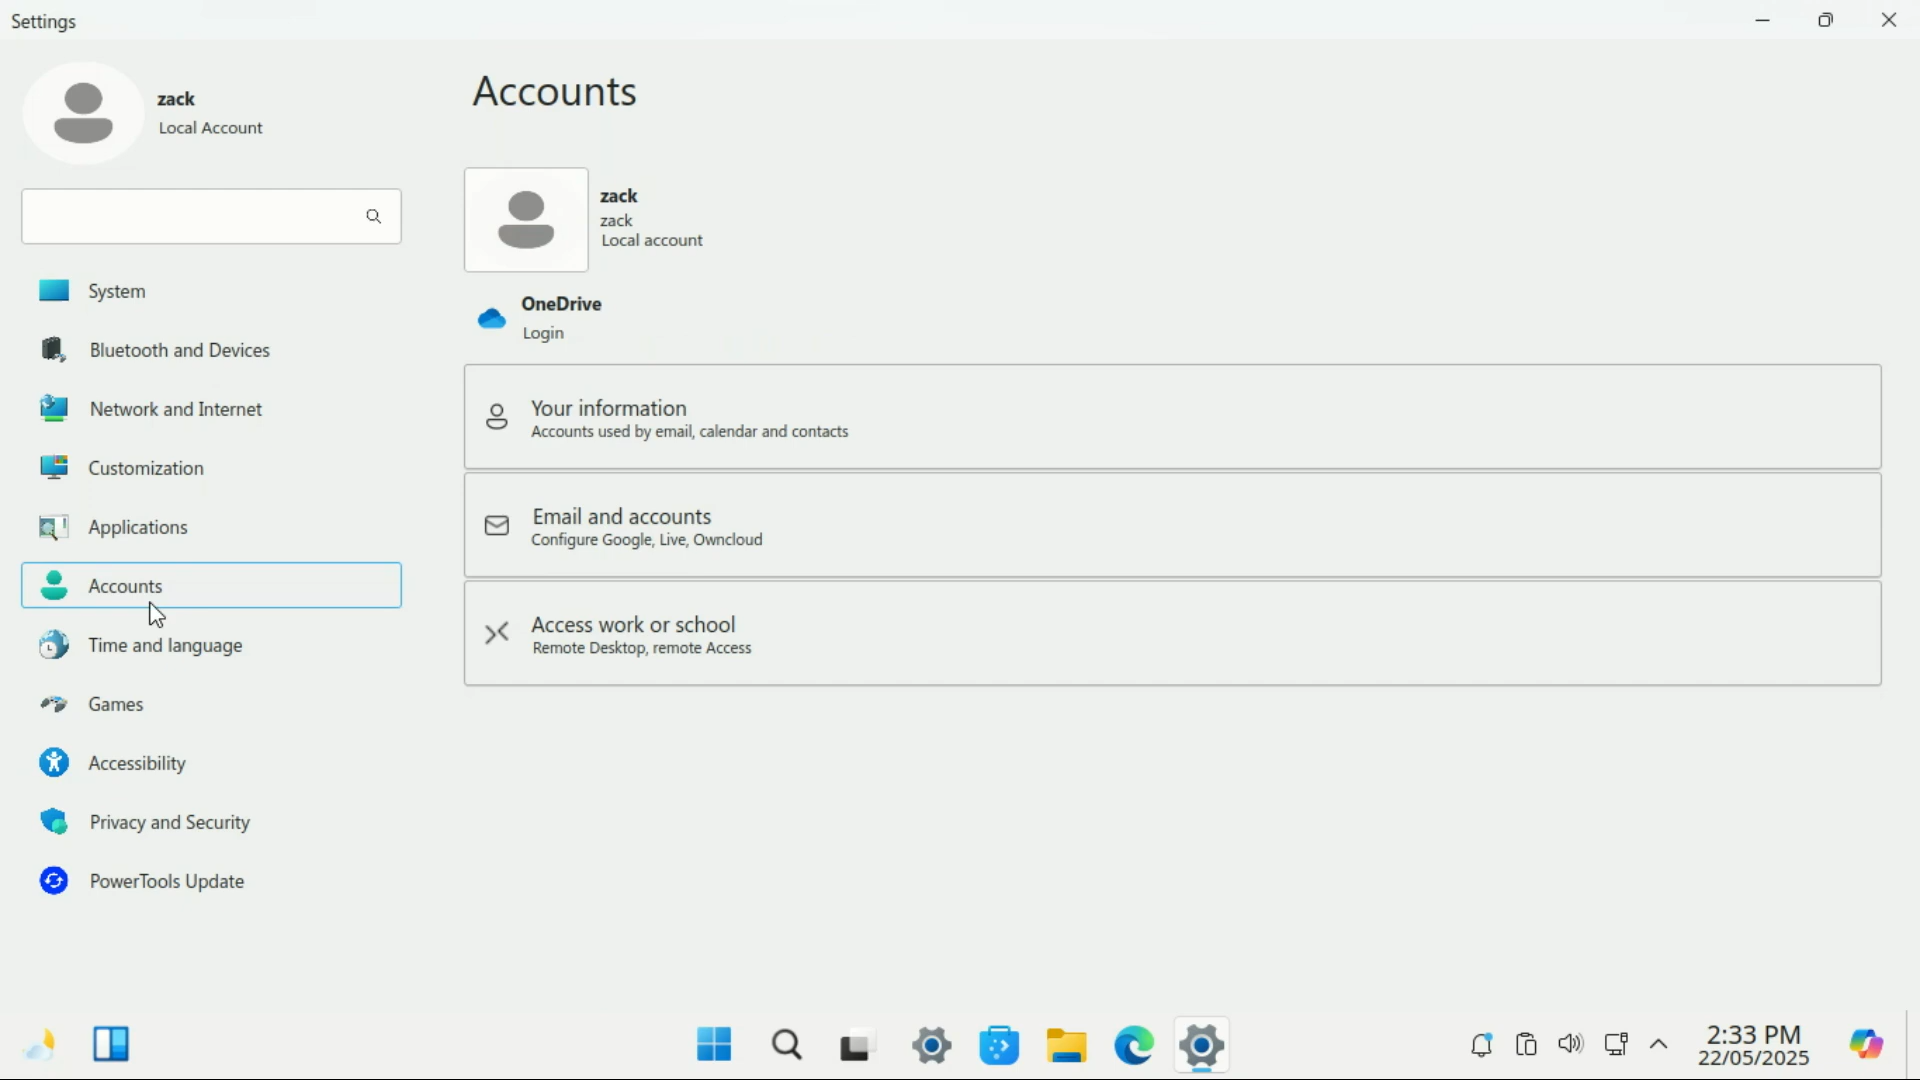 Settings
zack
Local Account
System
Bluetooth and Devices
Network and Internet
Customization
Applications
Accounts
Time and language
Games
Accessibility
Privacy and Security
PowerTools Update
Accounts
zack
zack
Local account
OneDrive
Login
Your information
Accounts used by email, calendar and contacts
Email and accounts
Configure Google, Live, Owncloud
Access work or school
Remote Desktop, remote Access
2:33 PM
22/05/2025